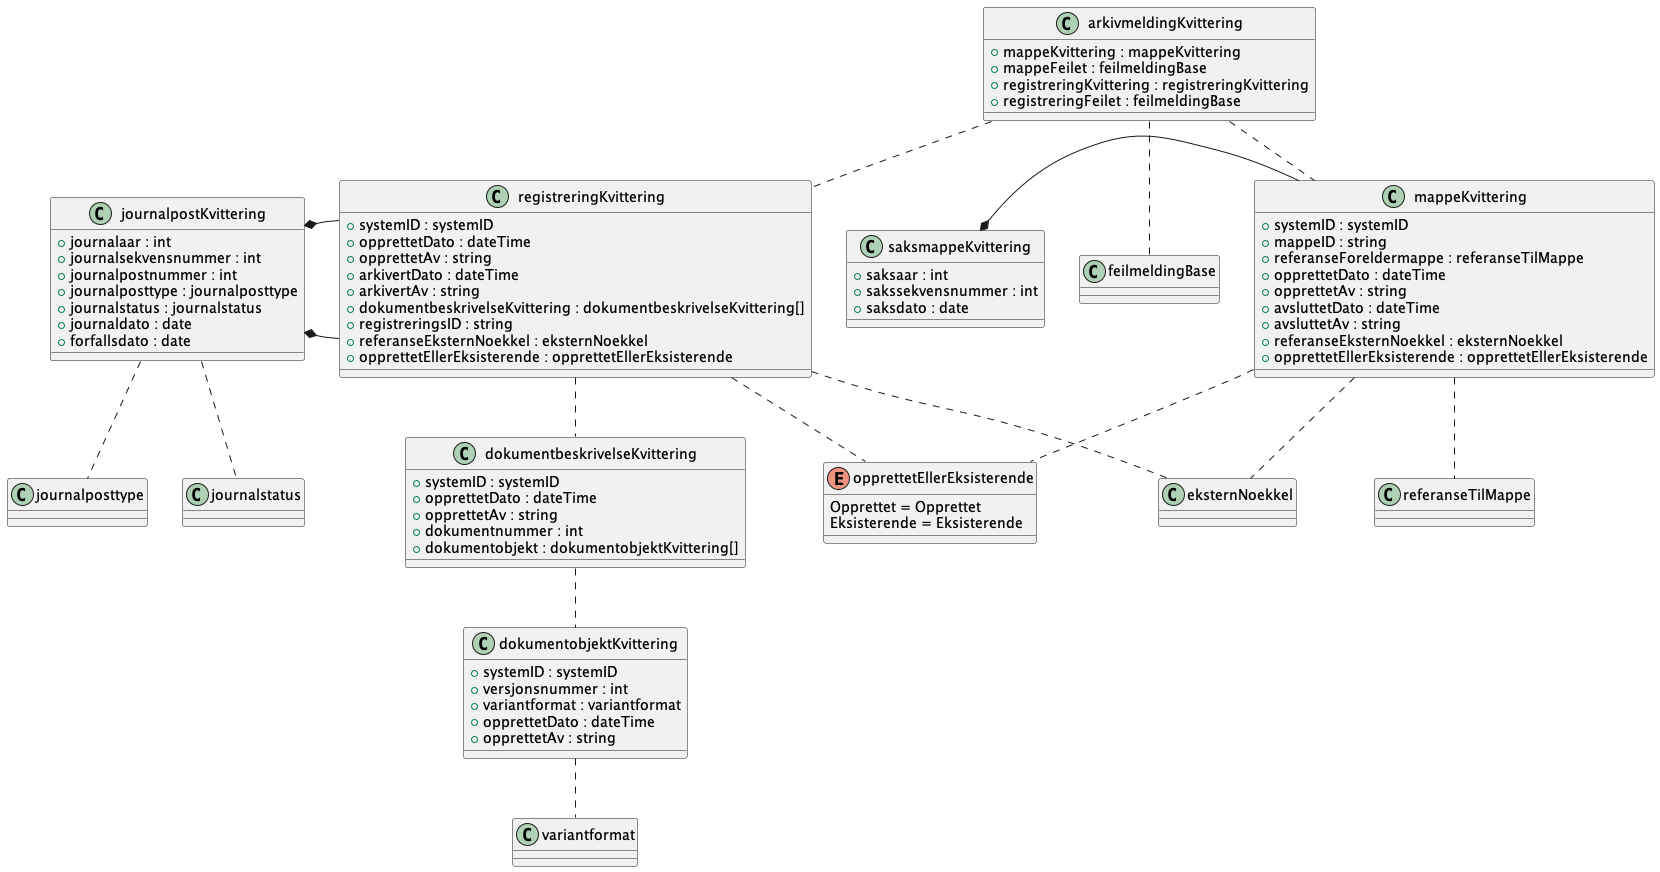 C arkivmeldingKvittering
mappeKvittering : mappeKvittering
mappeFeilet : feilmeldingBase
registreringKvittering : registreringKvittering
registreringFeilet : feilmeldingBase
C journalpostKvittering
journalaar : int
journalsekvensnummer : int
journalpostnummer : int
journalposttype : journalposttype
journalstatus : journalstatus
journaldato : date
forfallsdato : date
C registreringKvittering
systemID : systemID
opprettetDato : dateTime
opprettetAv : string
arkivertDato : dateTime
arkivertAv : string
dokumentbeskrivelseKvittering : dokumentbeskrivelseKvittering[]
registreringsID : string
referanseEksternNoekkel : eksternNoekkel
opprettetEllerEksisterende : opprettetEllerEksisterende
C saksmappeKvittering
saksaar : int
sakssekvensnummer : int
saksdato : date
C feilmeldingBase
C mappeKvittering
systemID : systemID
mappeID : string
referanseForeldermappe : referanseTilMappe
opprettetDato : dateTime
opprettetAv : string
avsluttetDato : dateTime
avsluttetAv : string
referanseEksternNoekkel : eksternNoekkel
opprettetEllerEksisterende : opprettetEllerEksisterende
C journalposttype
C journalstatus
C dokumentbeskrivelseKvittering
systemID : systemID
opprettetDato : dateTime
opprettetAv : string
dokumentnummer : int
dokumentobjekt : dokumentobjektKvittering[]
E opprettetEllerEksisterende
Opprettet = Opprettet
Eksisterende = Eksisterende
C eksternNoekkel
C referanseTilMappe
C dokumentobjektKvittering
systemID : systemID
versjonsnummer : int
variantformat : variantformat
opprettetDato : dateTime
opprettetAv : string
C variantformat